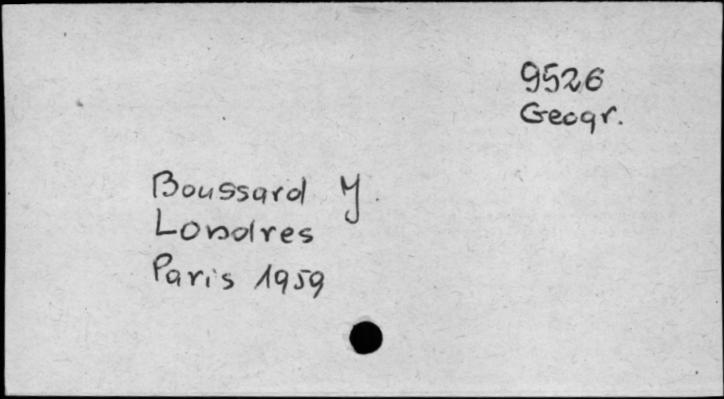 9526
Geogr.
Boussard J.
Londres
Paris 1959